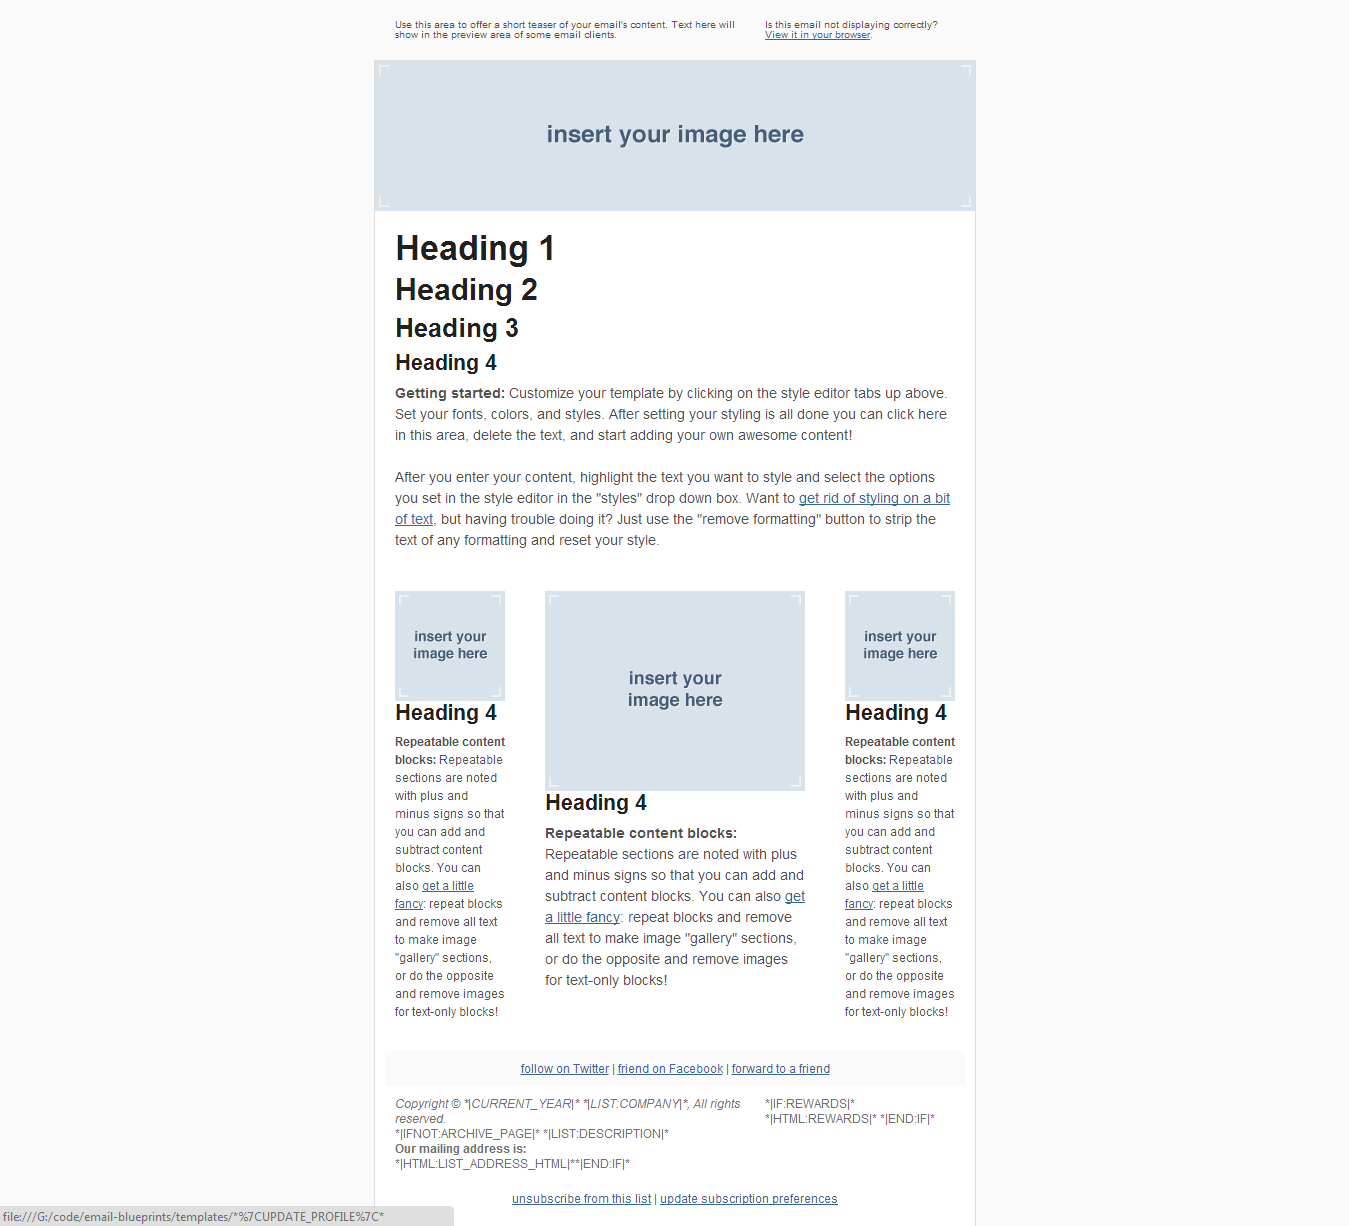 Use this area to offer a short teaser of your email's content. Text here will
show in the preview area of some email clients.
Is this email not displaying correctly?
View it in your browser.
insert your image here
Heading 1
Heading 2
Heading 3
Heading 4
Getting started: Customize your template by clicking on the style editor tabs up above.
Set your fonts, colors, and styles. After setting your styling is all done you can click here
in this area, delete the text, and start adding your own awesome content!
After you enter your content, highlight the text you want to style and select the options
you set in the style editor in the "styles" drop down box. Want to get rid of styling on a bit
of text, but having trouble doing it? Just use the "remove formatting" button to strip the
text of any formatting and reset your style.
insert your
image here
Heading 4
Repeatable content
blocks: Repeatable
sections are noted
with plus and
minus signs so that
you can add and
subtract content
blocks. You can
also get a little
fancy: repeat blocks
and remove all text
to make image
"gallery" sections,
or do the opposite
and remove images
for text-only blocks!
insert your
image here
Heading 4
Repeatable content blocks:
Repeatable sections are noted with plus
and minus signs so that you can add and
subtract content blocks. You can also get
a little fancy: repeat blocks and remove
all text to make image "gallery" sections,
or do the opposite and remove images
for text-only blocks!
insert your
image here
Heading 4
Repeatable content
blocks: Repeatable
sections are noted
with plus and
minus signs so that
you can add and
subtract content
blocks. You can
also get a little
fancy: repeat blocks
and remove all text
to make image
"gallery" sections,
or do the opposite
and remove images
for text-only blocks!
follow on Twitter | friend on Facebook | forward to a friend
Copyright © *|CURRENT_YEAR|* *|LIST:COMPANY|*, All rights
reserved.
*|IFNOT:ARCHIVE_PAGE|* *|LIST:DESCRIPTION|*
Our mailing address is:
*|HTML:LIST_ADDRESS_HTML|**|END:IF|*
*|IF:REWARDS|*
*|HTML:REWARDS|* *|END:IF|*
unsubscribe from this list | update subscription preferences
file:///G:/code/email-blueprints/templates/*%7CUPDATE_PROFILE%7C*